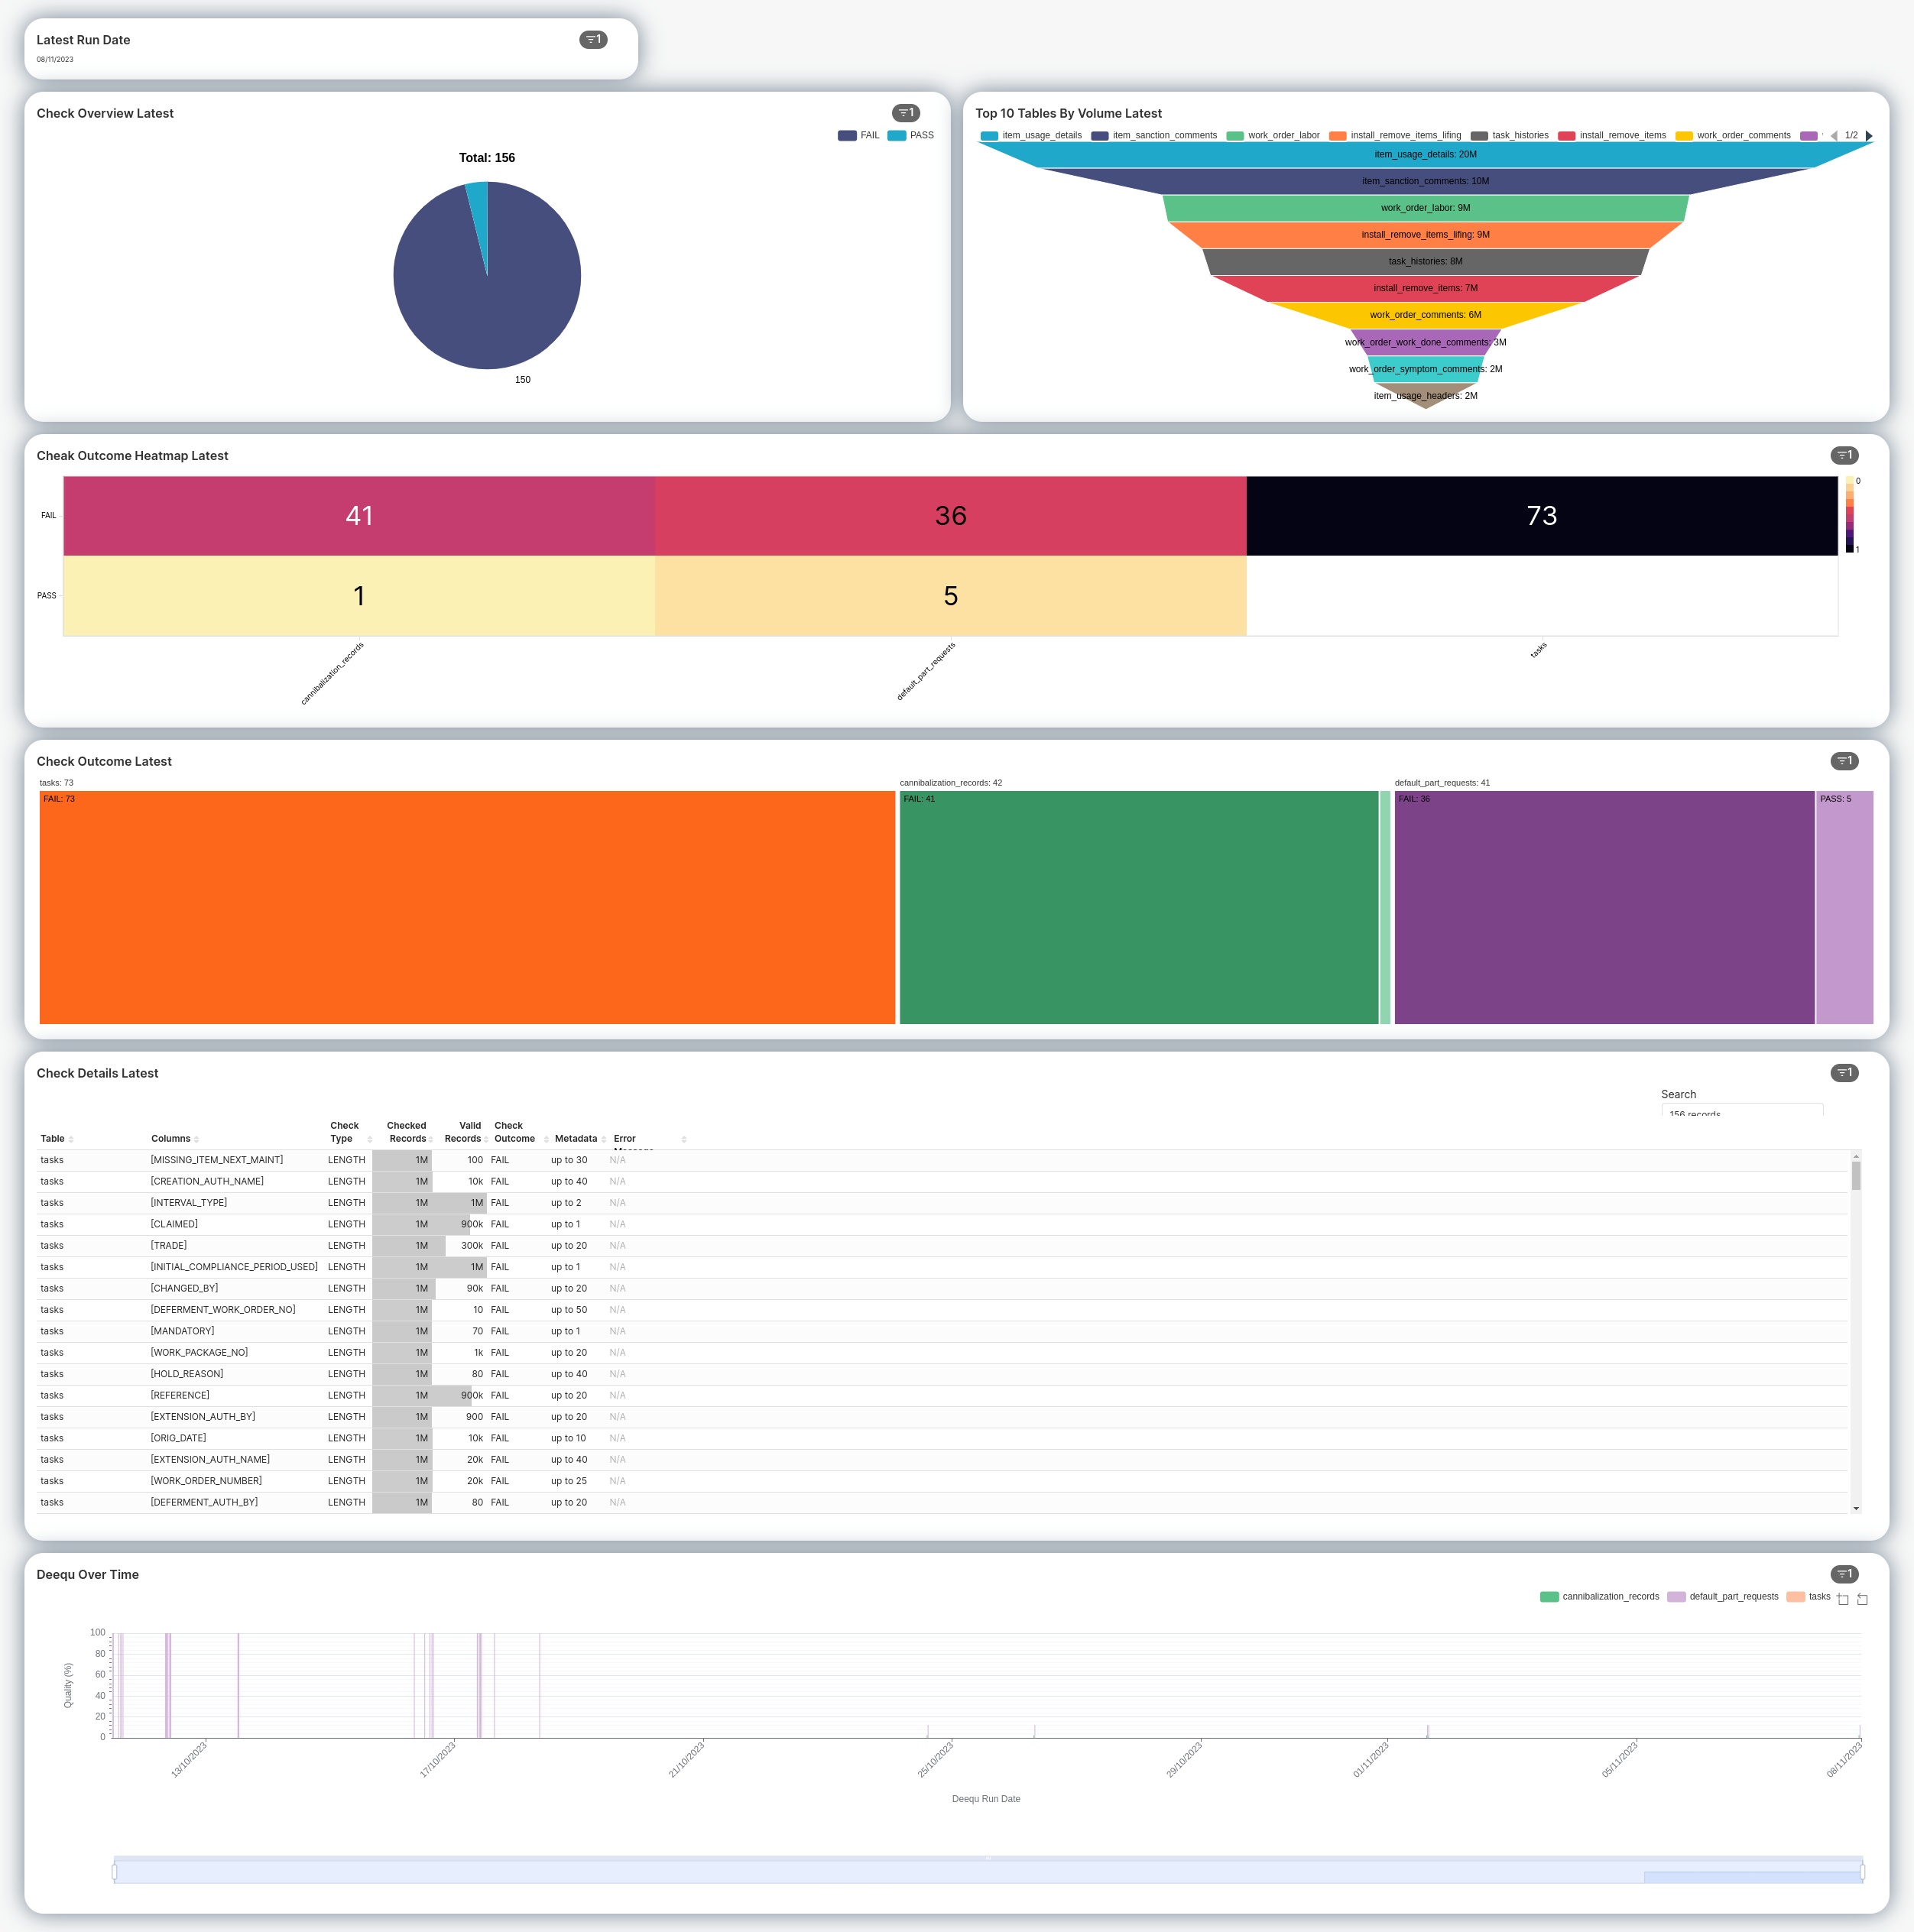 Latest Run Date
1
08/11/2023
Check Overview Latest
1
FAIL PASS
Total: 156
150
Top 10 Tables By Volume Latest
item_usage_details item_sanction_comments work_order_labor install_remove_items_lifing task_histories install_remove_items work_order_comments 1/2
item_usage_details: 20M
item_sanction_comments: 10M
work_order_labor: 9M
install_remove_items_lifing: 9M
task_histories: 8M
install_remove_items: 7M
work_order_comments: 6M
work_order_work_done_comments: 3M
work_order_symptom_comments: 2M
item_usage_headers: 2M
Cheak Outcome Heatmap Latest
1
FAIL 41 36 73
0
1
PASS 1 5
cannibalization_records default_part_requests tasks
Check Outcome Latest
1
tasks: 73 cannibalization_records: 42 default_part_requests: 41
FAIL: 73 FAIL: 41 FAIL: 36 PASS: 5
Check Details Latest
1
Search
156 records
Table Columns Check Type Checked Records Valid Records Check Outcome Metadata Error Message
tasks [MISSING_ITEM_NEXT_MAINT] LENGTH 1M 100 FAIL up to 30 N/A
tasks [CREATION_AUTH_NAME] LENGTH 1M 10k FAIL up to 40 N/A
tasks [INTERVAL_TYPE] LENGTH 1M 1M FAIL up to 2 N/A
tasks [CLAIMED] LENGTH 1M 900k FAIL up to 1 N/A
tasks [TRADE] LENGTH 1M 300k FAIL up to 20 N/A
tasks [INITIAL_COMPLIANCE_PERIOD_USED] LENGTH 1M 1M FAIL up to 1 N/A
tasks [CHANGED_BY] LENGTH 1M 90k FAIL up to 20 N/A
tasks [DEFERMENT_WORK_ORDER_NO] LENGTH 1M 10 FAIL up to 50 N/A
tasks [MANDATORY] LENGTH 1M 70 FAIL up to 1 N/A
tasks [WORK_PACKAGE_NO] LENGTH 1M 1k FAIL up to 20 N/A
tasks [HOLD_REASON] LENGTH 1M 80 FAIL up to 40 N/A
tasks [REFERENCE] LENGTH 1M 900k FAIL up to 20 N/A
tasks [EXTENSION_AUTH_BY] LENGTH 1M 900 FAIL up to 20 N/A
tasks [ORIG_DATE] LENGTH 1M 10k FAIL up to 10 N/A
tasks [EXTENSION_AUTH_NAME] LENGTH 1M 20k FAIL up to 40 N/A
tasks [WORK_ORDER_NUMBER] LENGTH 1M 20k FAIL up to 25 N/A
tasks [DEFERMENT_AUTH_BY] LENGTH 1M 80 FAIL up to 20 N/A
Deequ Over Time
1
cannibalization_records default_part_requests tasks
Quality (%)
100
80
60
40
20
0
13/10/2023 17/10/2023 21/10/2023 25/10/2023 29/10/2023 01/11/2023 05/11/2023 08/11/2023
Deequ Run Date